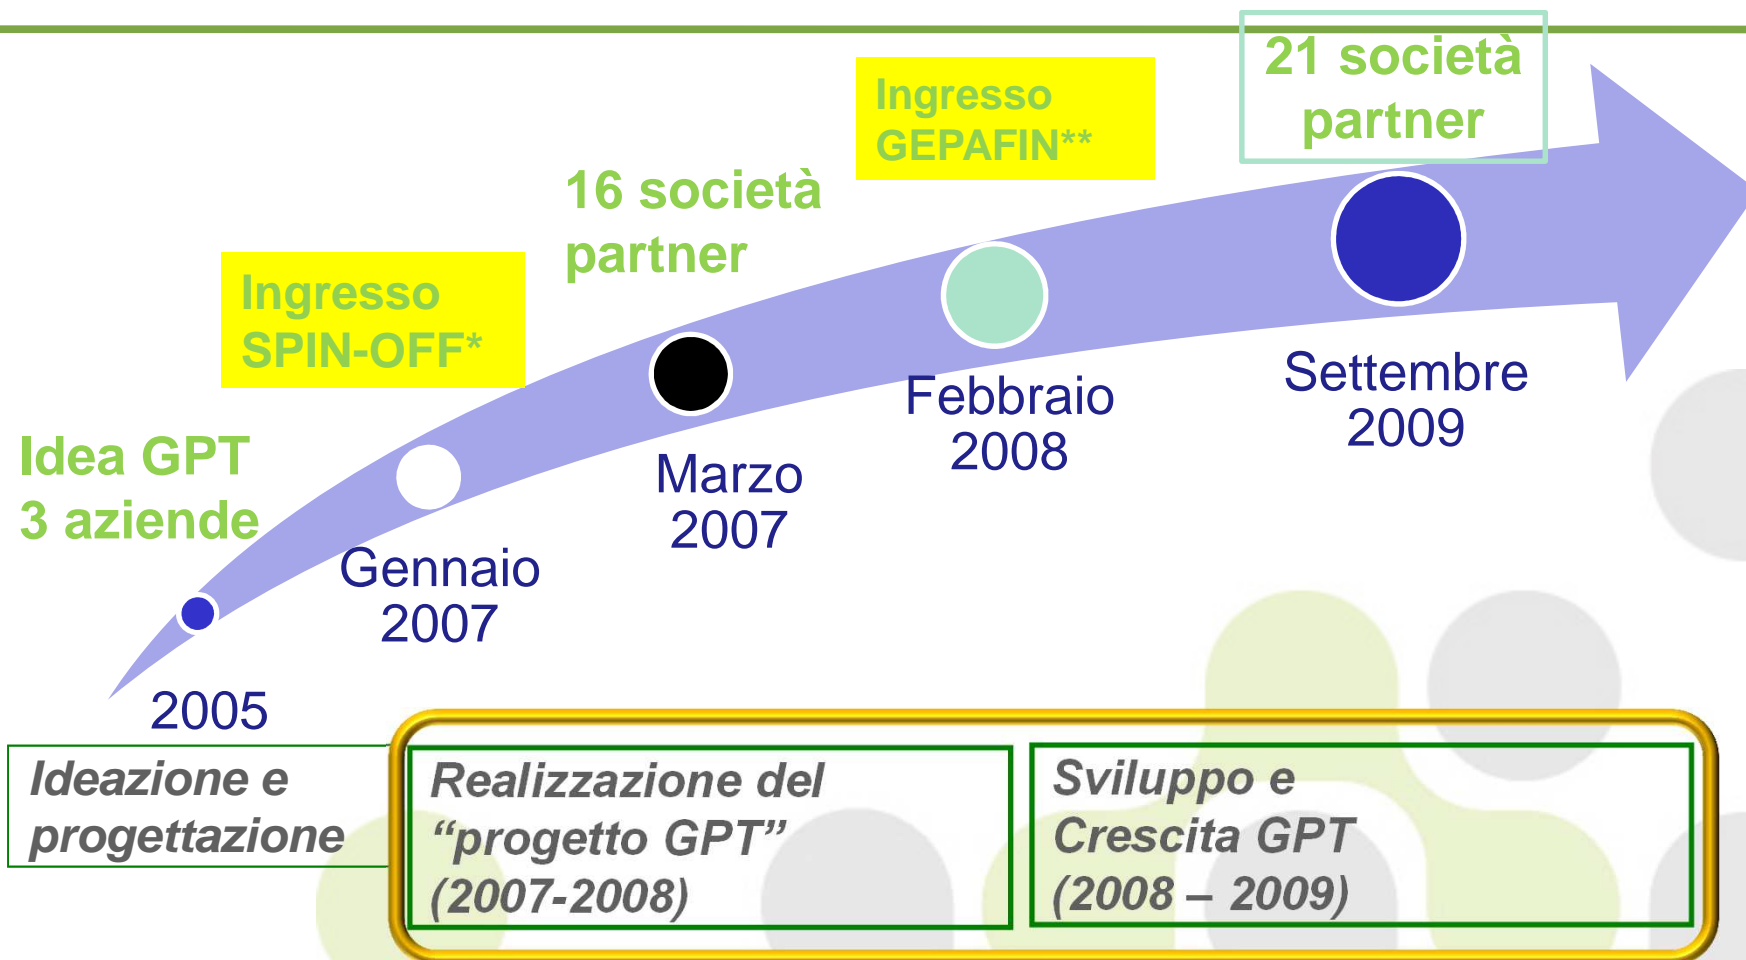 21 società
partner
Ingresso
GEPAFIN**
16 società
partner
Ingresso
SPIN-OFF*
Idea GPT
3 aziende
Settembre
2009
Febbraio
2008
Marzo
2007
Gennaio
2007
2005
Ideazione e
progettazione
Realizzazione del
“progetto GPT”
(2007-2008)
Sviluppo e
Crescita GPT
(2008 – 2009)